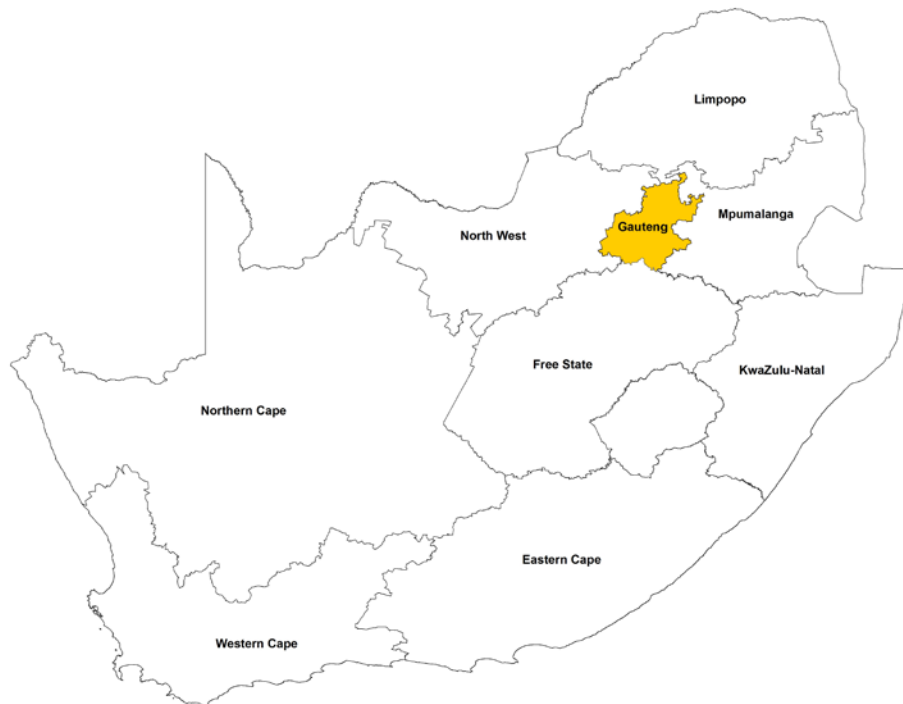 Limpopo
Mpumalanga
Gauteng
North West
Free State
KwaZulu-Natal
Northern Cape
Eastern Cape
Western Cape